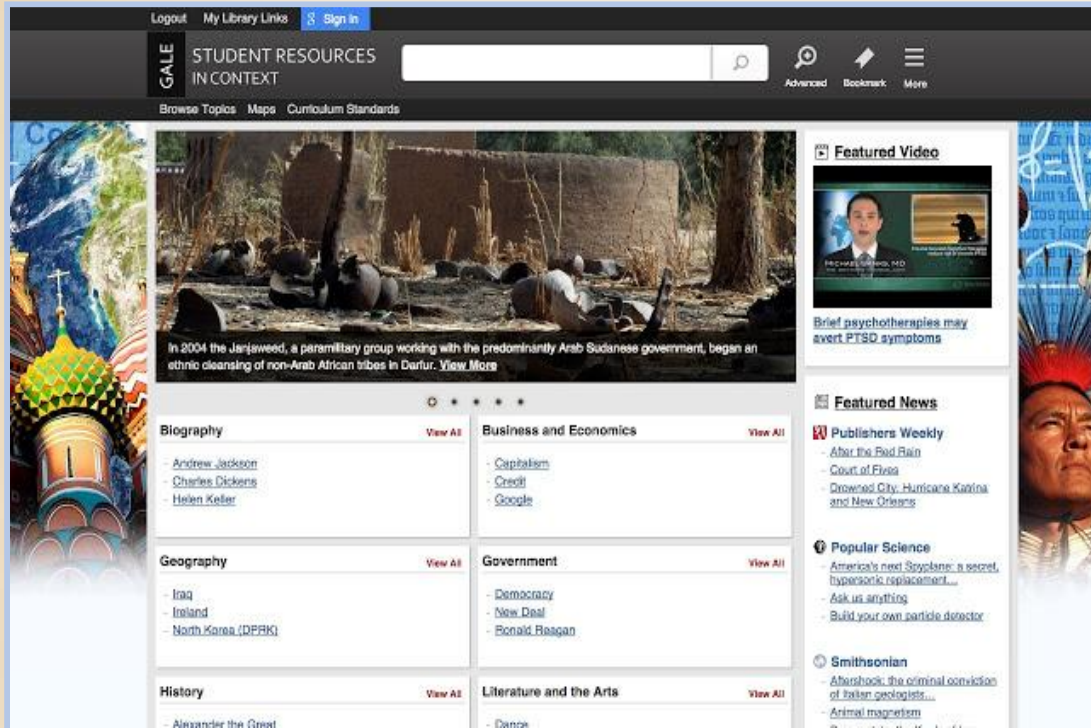 Logout My Library Links 8 Sign in
GALE
STUDENT RESOURCES
IN CONTEXT
Advanced Bookmark More
Browse Topics Maps Curriculum Standards
In 2004 the Janjaweed, a paramilitary group working with the predominantly Arab Sudanese government, began an
ethnic cleansing of non-Arab African tribes in Darfur. View More
Biography View All
- Andrew Jackson
- Charles Dickens
- Helen Keller
Business and Economics View All
- Capitalism
- Credit
- Google
Geography View All
- Iraq
- Ireland
- North Korea (DPRK)
Government View All
- Democracy
- New Deal
- Ronald Reagan
History View All
- Alexander the Great
Literature and the Arts View All
- Dance
Featured Video
MICHAEL MD
Brief psychotherapies may
avert PTSD symptoms
Featured News
Publishers Weekly
- After the Red Rain
- Court of Fives
- Drowned City: Hurricane Katrina
and New Orleans
Popular Science
- America's next Spyplane: a secret,
hypersonic replacement...
- Ask us anything
- Build your own particle detector
Smithsonian
- Aftershock: the criminal conviction
of Italian geologists...
- Animal magnetism